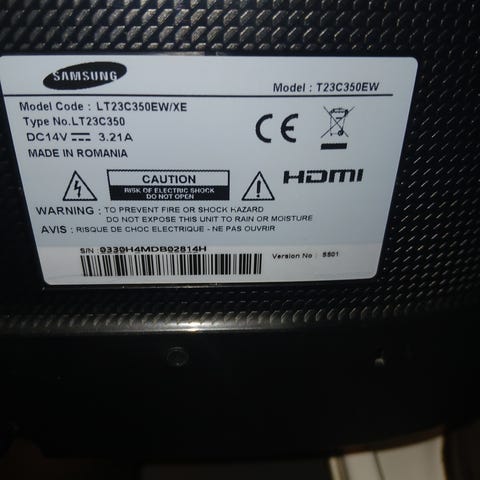 SAMSUNG
Model : T23C350EW
Model Code : LT23C350EW/XE
Type No.LT23C350
DC14V 3.21A
MADE IN ROMANIA
CE
CAUTION
RISK OF ELECTRIC SHOCK
DO NOT OPEN
HDMI
WARNING : TO PREVENT FIRE OR SHOCK HAZARD
DO NOT EXPOSE THIS UNIT TO RAIN OR MOISTURE
AVIS : RISQUE DE CHOC ELECTRIQUE - NE PAS OUVRIR
S/N : 0339H4MDB02814H
Version No : SS01